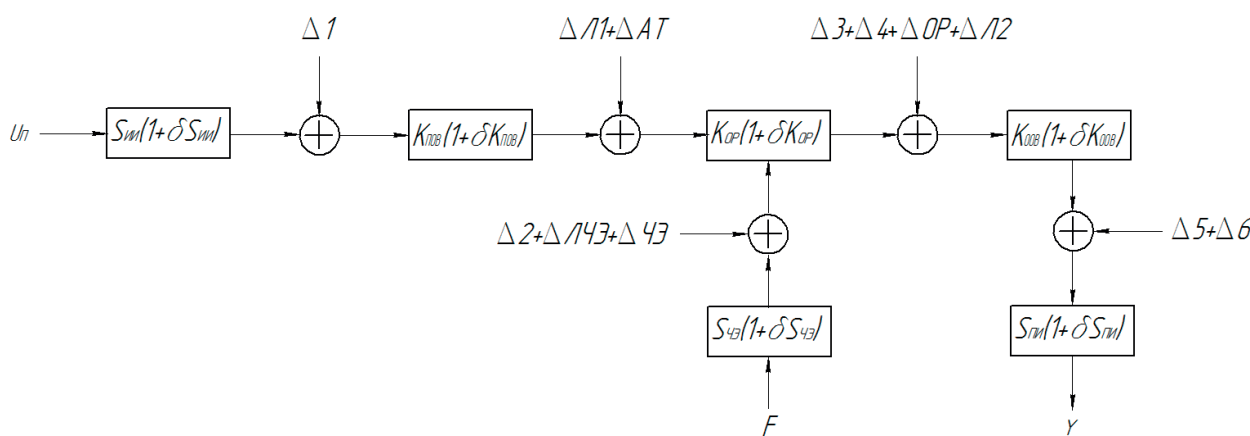 Δ1
ΔЛ1+ΔАТ
Δ3+Δ4+ΔОР+ΔЛ2
Uп
Sии(1+δSии)
Kпов(1+δKпов)
Kор(1+δKор)
Kоов(1+δKоов)
Δ2+ΔЛЧЭ+ΔЧЭ
Δ5+Δ6
Sчэ(1+δSчэ)
Sпи(1+δSпи)
F
Y